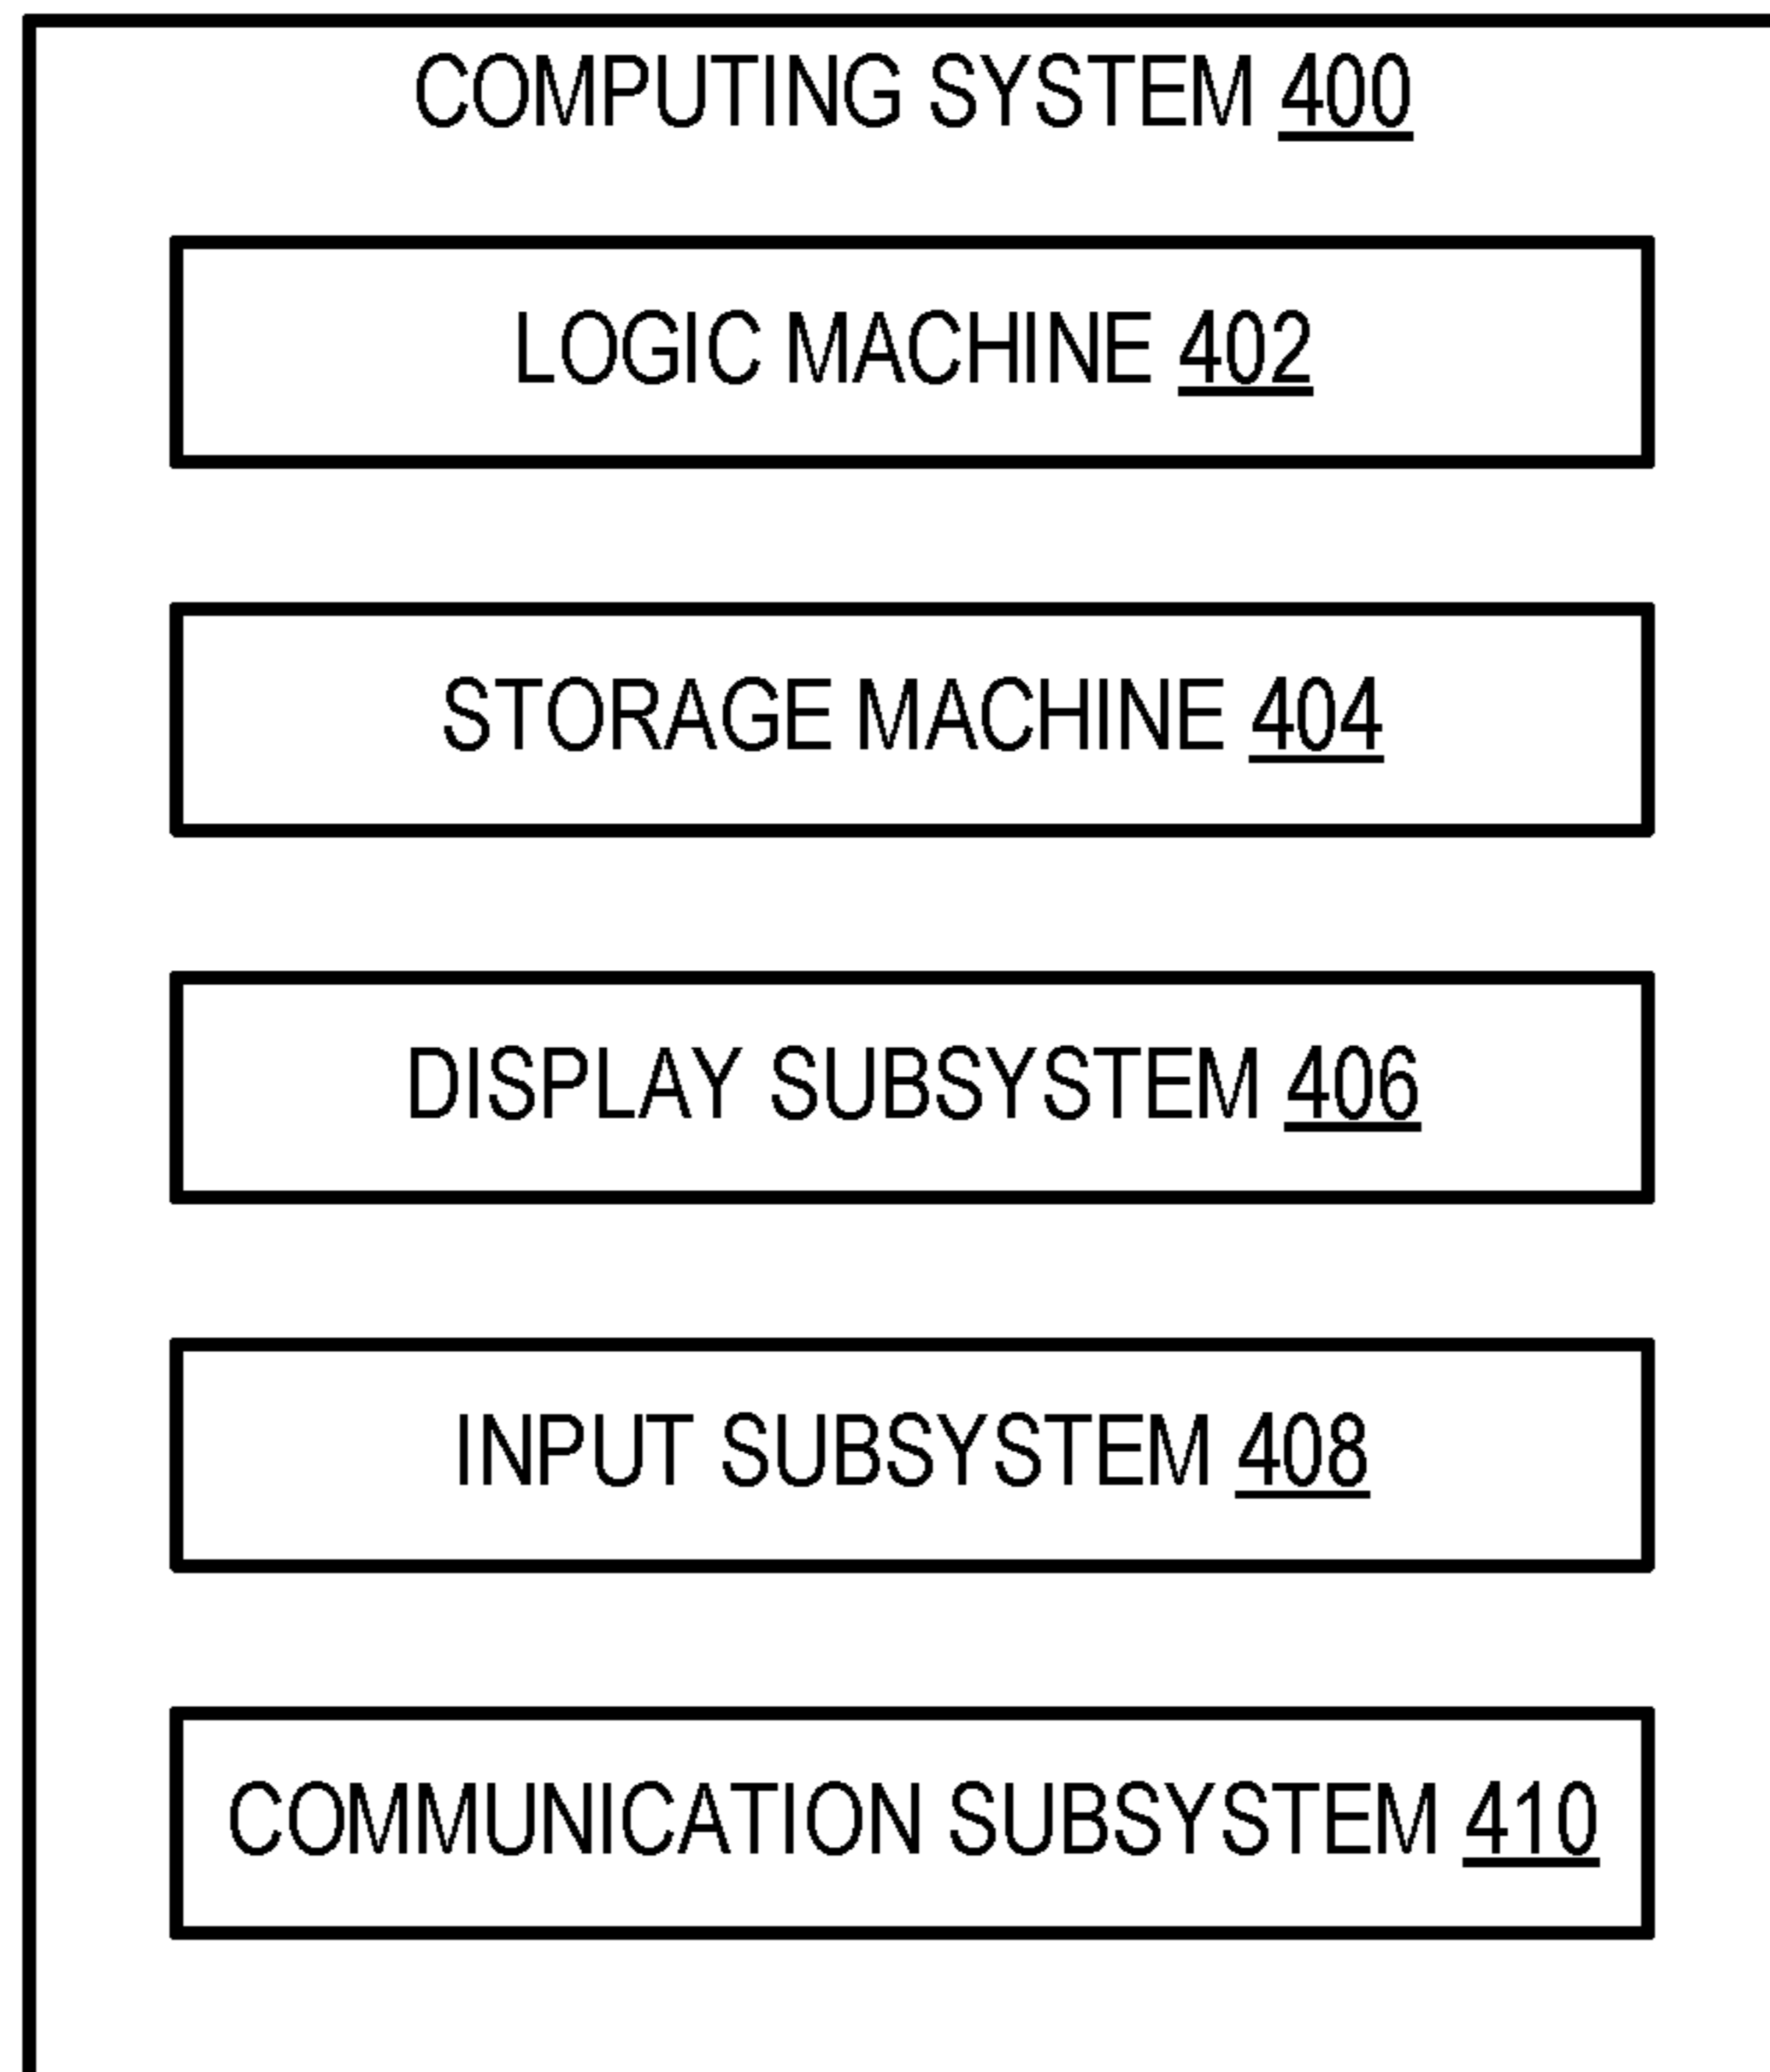 COMPUTING SYSTEM 400
LOGIC MACHINE 402
STORAGE MACHINE 404
DISPLAY SUBSYSTEM 406
INPUT SUBSYSTEM 408
COMMUNICATION SUBSYSTEM 410